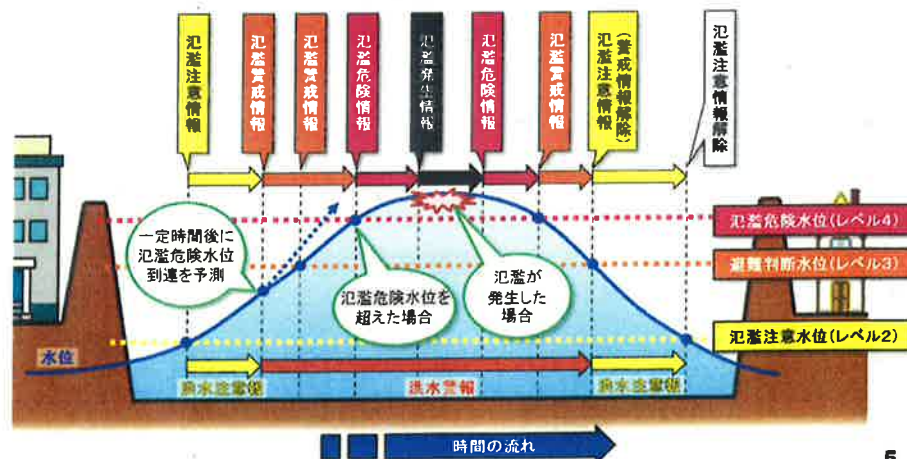 氾濫注意情報
氾濫警戒情報
氾濫警戒情報
氾濫危険情報
氾濫発生情報
氾濫危険情報
氾濫警戒情報
氾濫注意情報
(警戒情報解除)
氾濫注意情報解除
氾濫危険水位(レベル4)
一定時間後に
氾濫危険水位
到達を予測
避難判断水位(レベル3)
氾濫危険水位を
超えた場合
氾濫が
発生した
場合
氾濫注意水位(レベル2)
水位
洪水注意報
洪水警報
洪水注意報
時間の流れ